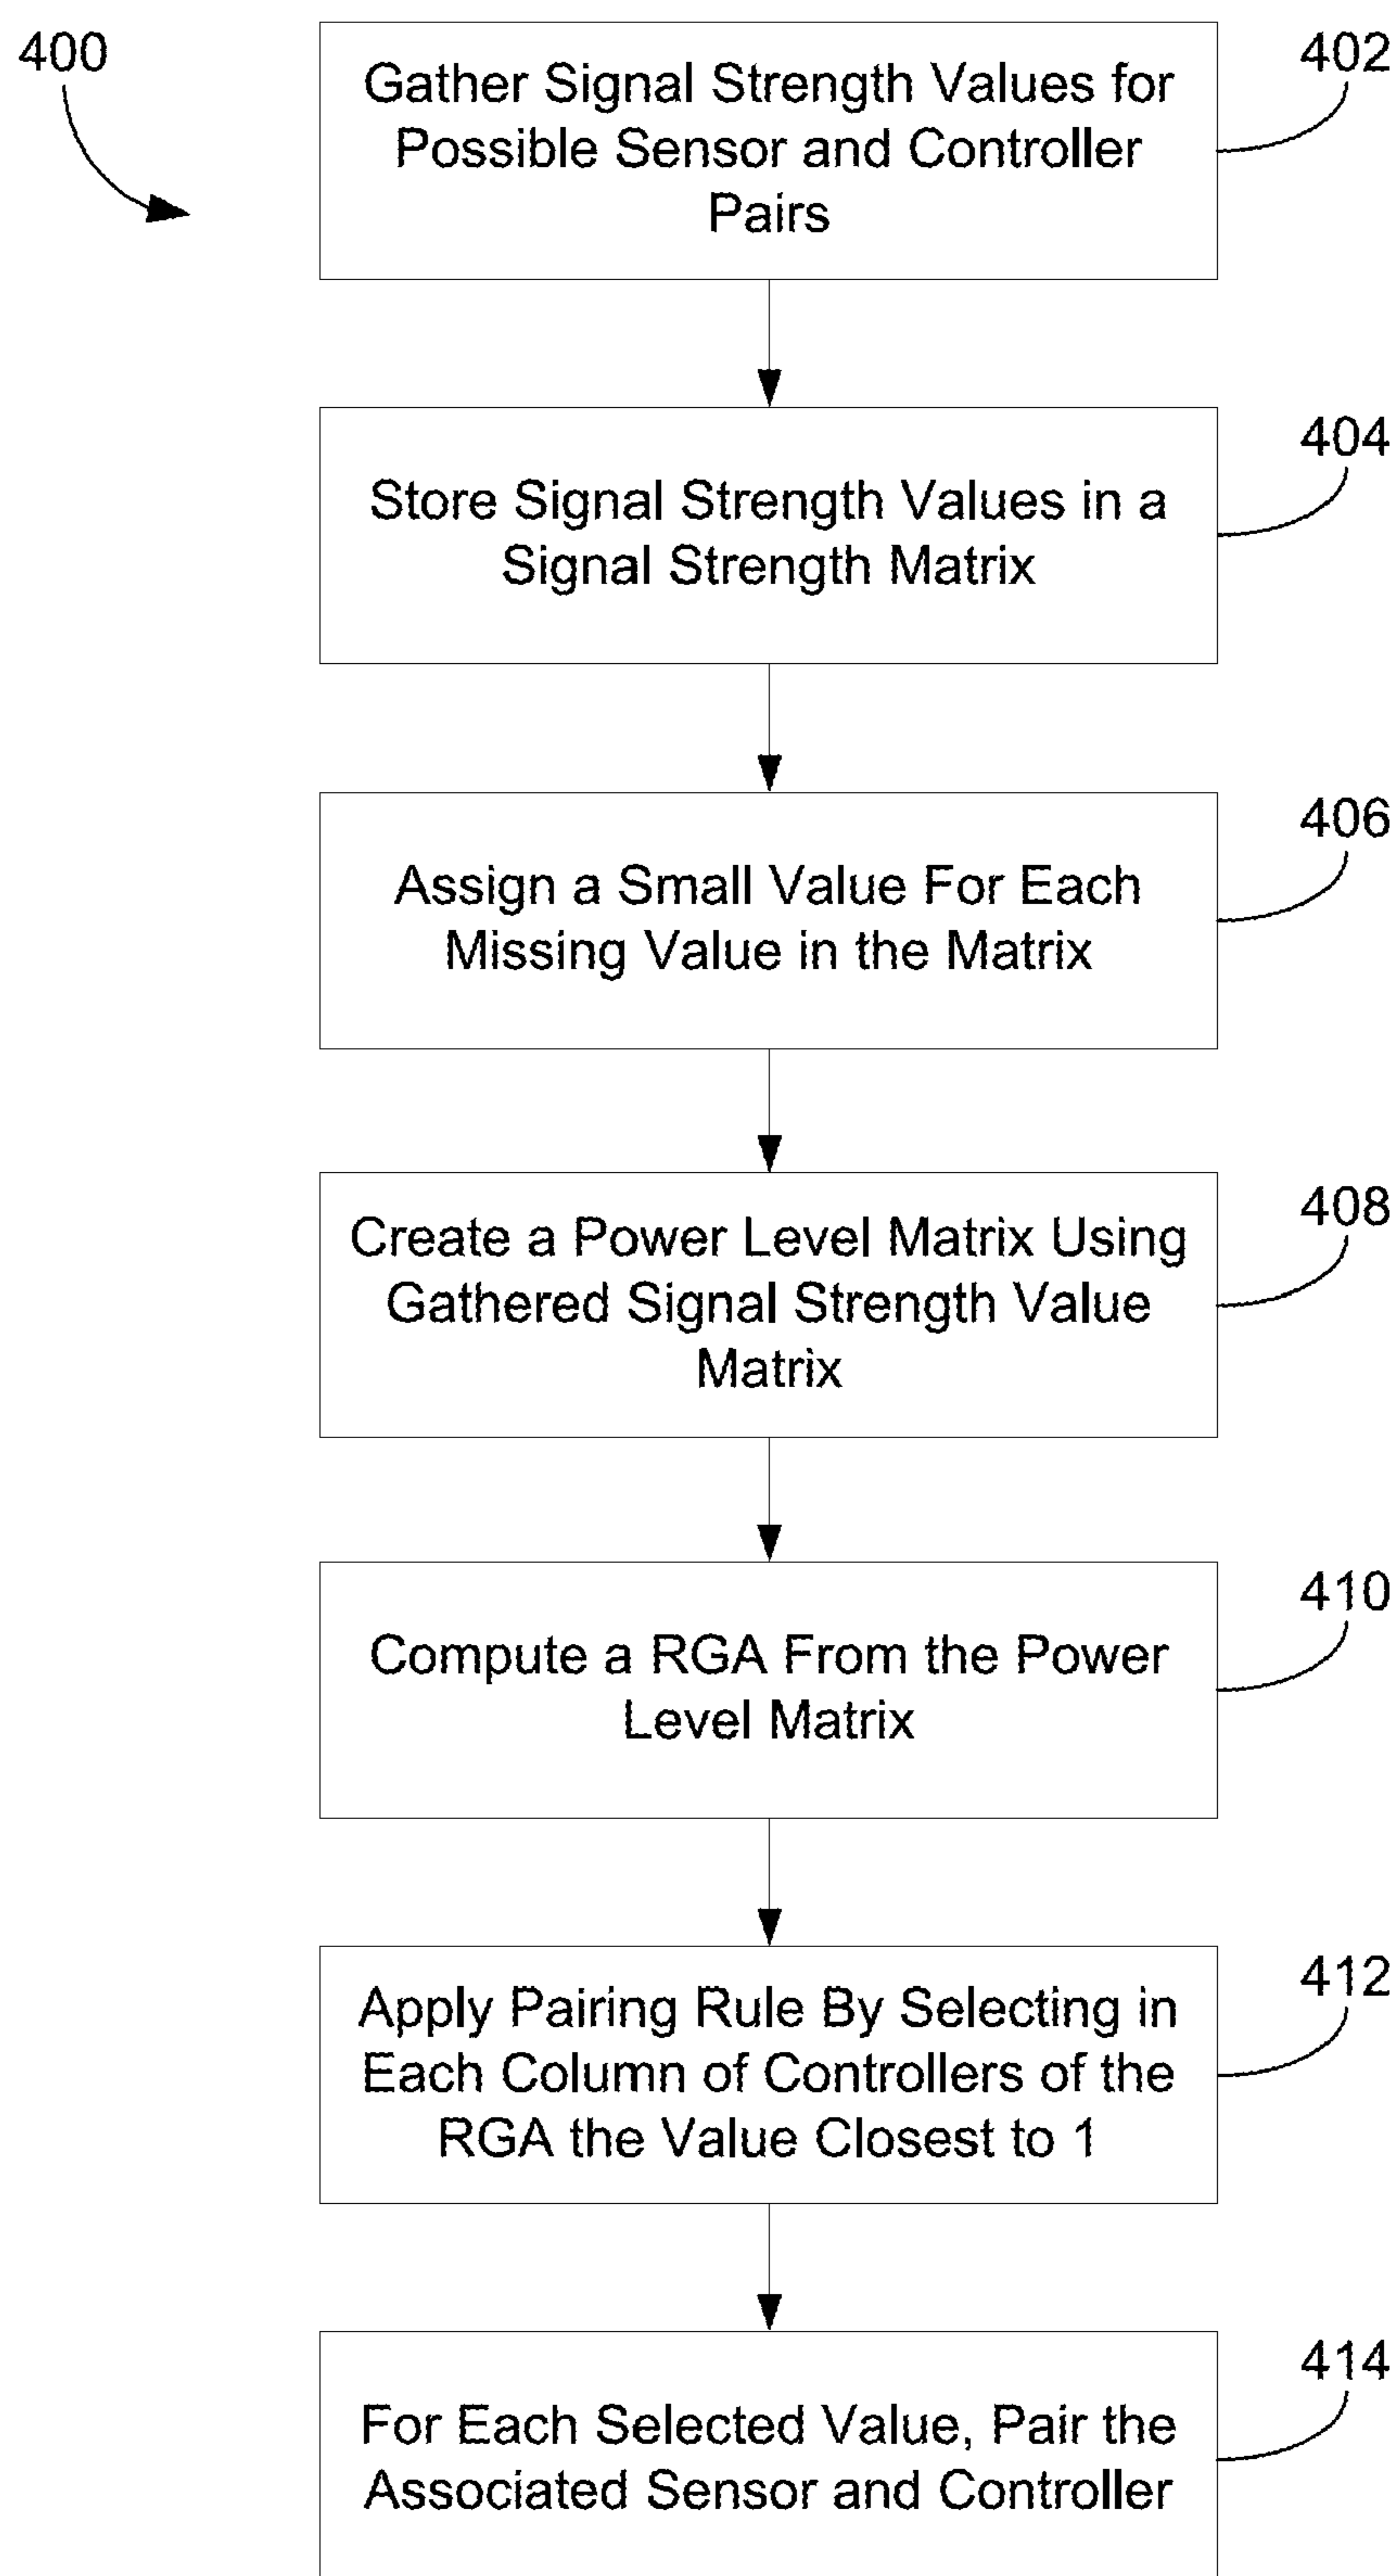 400
Gather Signal Strength Values for
Possible Sensor and Controller
Pairs
402
Store Signal Strength Values in a
Signal Strength Matrix
404
Assign a Small Value For Each
Missing Value in the Matrix
406
Create a Power Level Matrix Using
Gathered Signal Strength Value
Matrix
408
Compute a RGA From the Power
Level Matrix
410
Apply Pairing Rule By Selecting in
Each Column of Controllers of the
RGA the Value Closest to 1
412
For Each Selected Value, Pair the
Associated Sensor and Controller
414